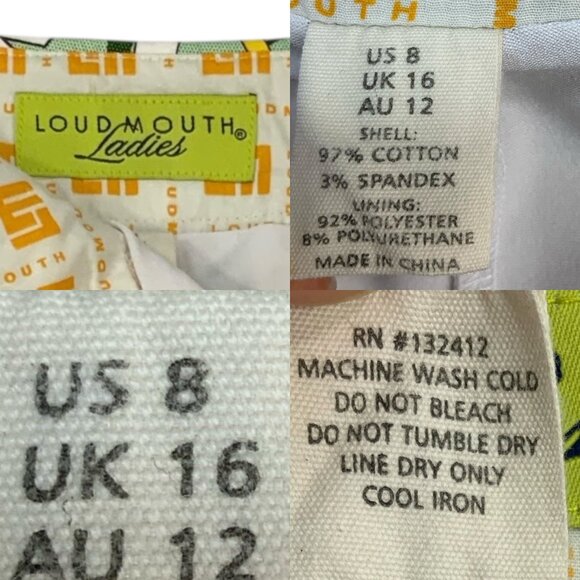 LOUDMOUTH®
Ladies
MOUTH
US 8
UK 16
AU 12
SHELL:
97% COTTON
3% SPANDEX
LINING:
92% POLYESTER
8% POLYURETHANE
MADE IN CHINA
US 8
UK 16
AU 12
RN #132412
MACHINE WASH COLD
DO NOT BLEACH
DO NOT TUMBLE DRY
LINE DRY ONLY
COOL IRON